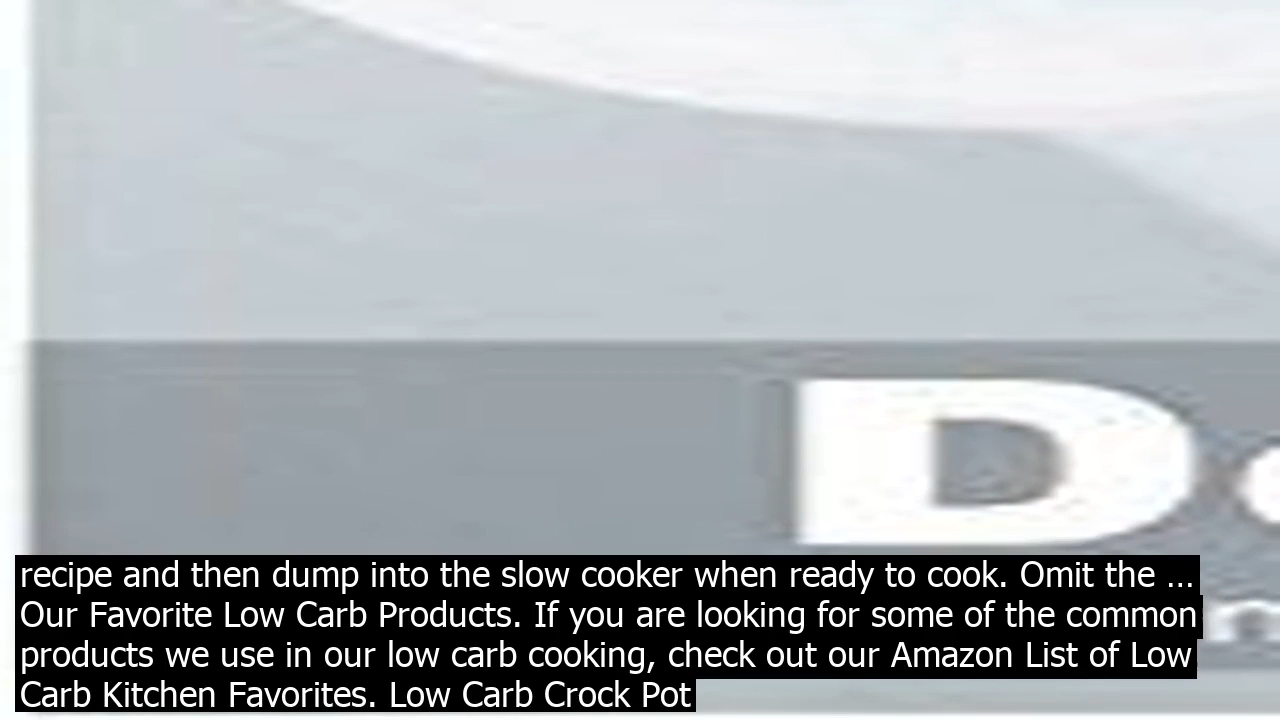 D
recipe and then dump into the slow cooker when ready to cook. Omit the ...
Our Favorite Low Carb Products. If you are looking for some of the common
products we use in our low carb cooking, check out our Amazon List of Low
Carb Kitchen Favorites. Low Carb Crock Pot